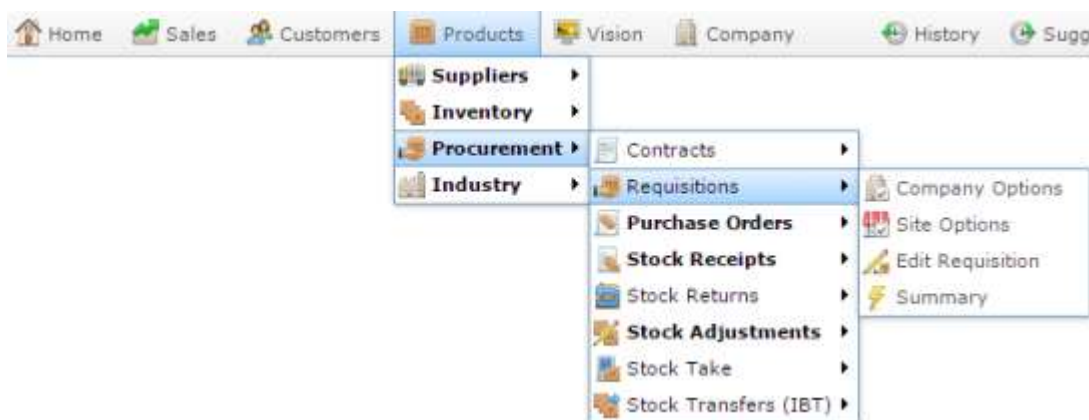 Home Sales Customers Products Vision Company History Sugg
Suppliers
Inventory
Procurement
Industry
Contracts
Requisitions
Purchase Orders
Stock Receipts
Stock Returns
Stock Adjustments
Stock Take
Stock Transfers (IBT)
Company Options
Site Options
Edit Requisition
Summary